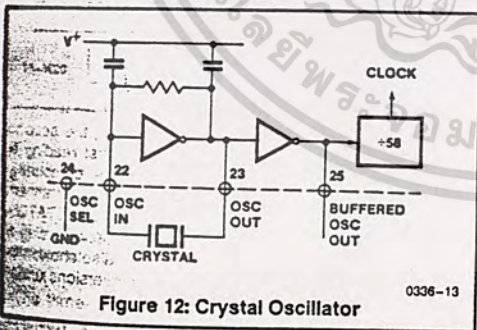 V+
CLOCK
÷58
24 22 23 25
OSC SEL
OSC IN
OSC OUT
BUFFERED OSC OUT
GND
CRYSTAL
0336-13
Figure 12: Crystal Oscillator